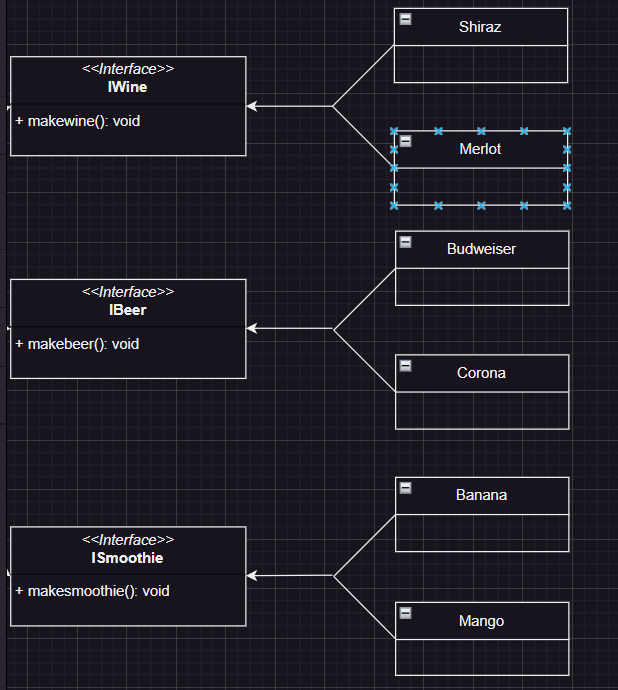 Shiraz
<<Interface>>
IWine
+ makewine(): void
Merlot
Budweiser
<<Interface>>
IBeer
+ makebeer(): void
Corona
Banana
<<Interface>>
ISmoothie
+ makesmoothie(): void
Mango